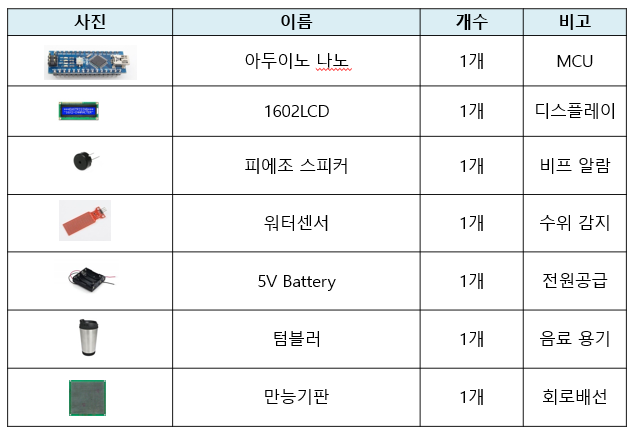 사진 이름 개수 비고
아두이노 나노 1개 MCU
1602LCD 1개 디스플레이
피에조 스피커 1개 비프 알람
워터센서 1개 수위 감지
5V Battery 1개 전원공급
텀블러 1개 음료 용기
만능기판 1개 회로배선